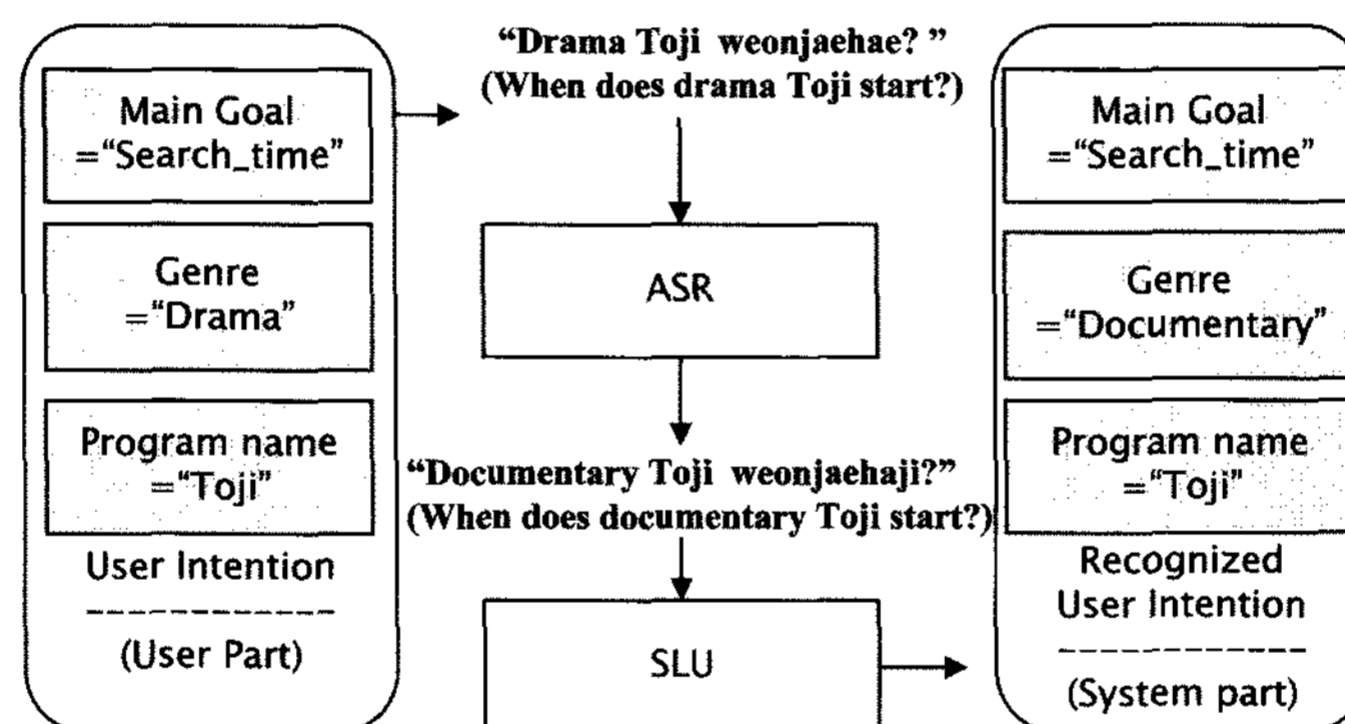 Main Goal
=“Search_time”
Genre
=“Drama”
Program name
=“Toji”
User Intention
-------------
(User Part)
“Drama Toji weonjaehae? ”
(When does drama Toji start?)
ASR
“Documentary Toji weonjaehaji?”
(When does documentary Toji start?)
SLU
Main Goal
=“Search_time”
Genre
=“Documentary”
Program name
=“Toji”
Recognized
User Intention
-------------
(System part)